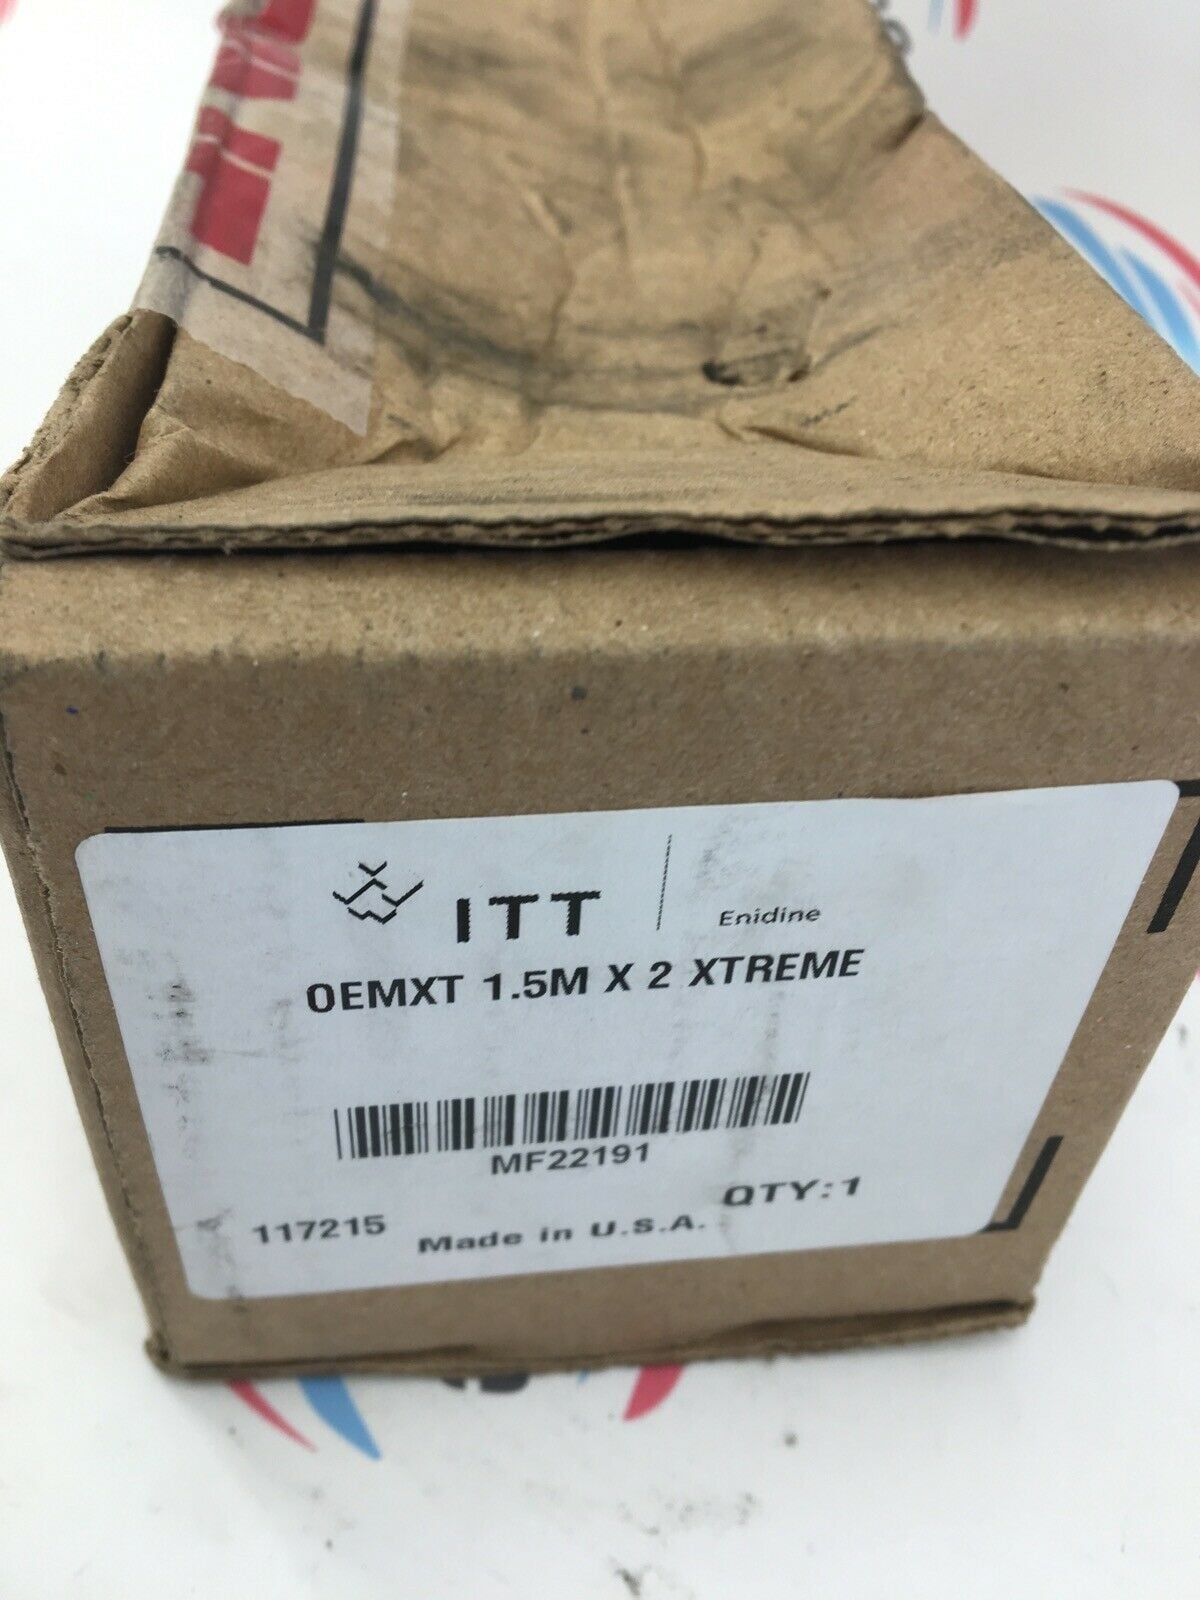 ITT
Enidine
OEMXT 1.5M X 2 XTREME
MF22191
QTY:1
117215
Made in U.S.A.